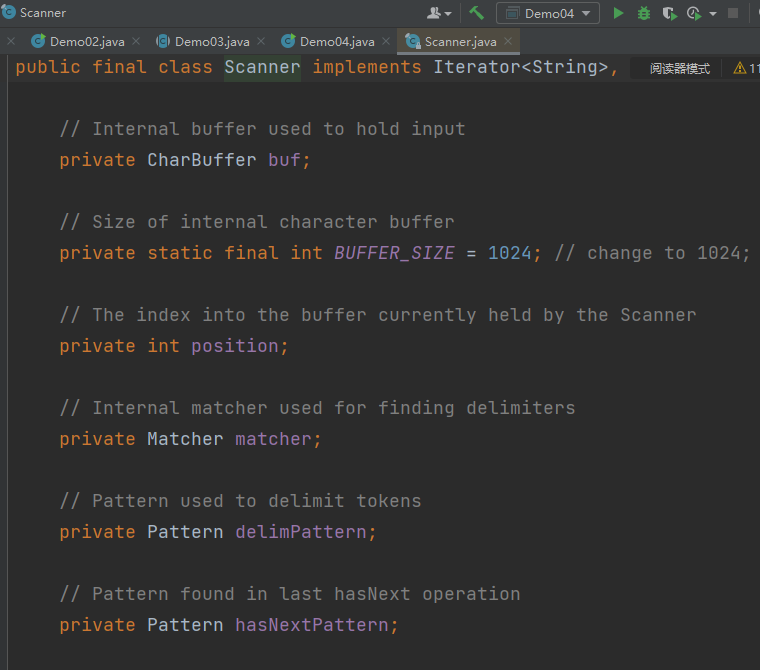 Scanner
Demo04
Demo02.java
Demo03.java
Demo04.java
Scanner.java
public final class Scanner implements Iterator<String>,
阅读器模式
11
// Internal buffer used to hold input
private CharBuffer buf;
// Size of internal character buffer
private static final int BUFFER_SIZE = 1024; // change to 1024;
// The index into the buffer currently held by the Scanner
private int position;
// Internal matcher used for finding delimiters
private Matcher matcher;
// Pattern used to delimit tokens
private Pattern delimPattern;
// Pattern found in last hasNext operation
private Pattern hasNextPattern;